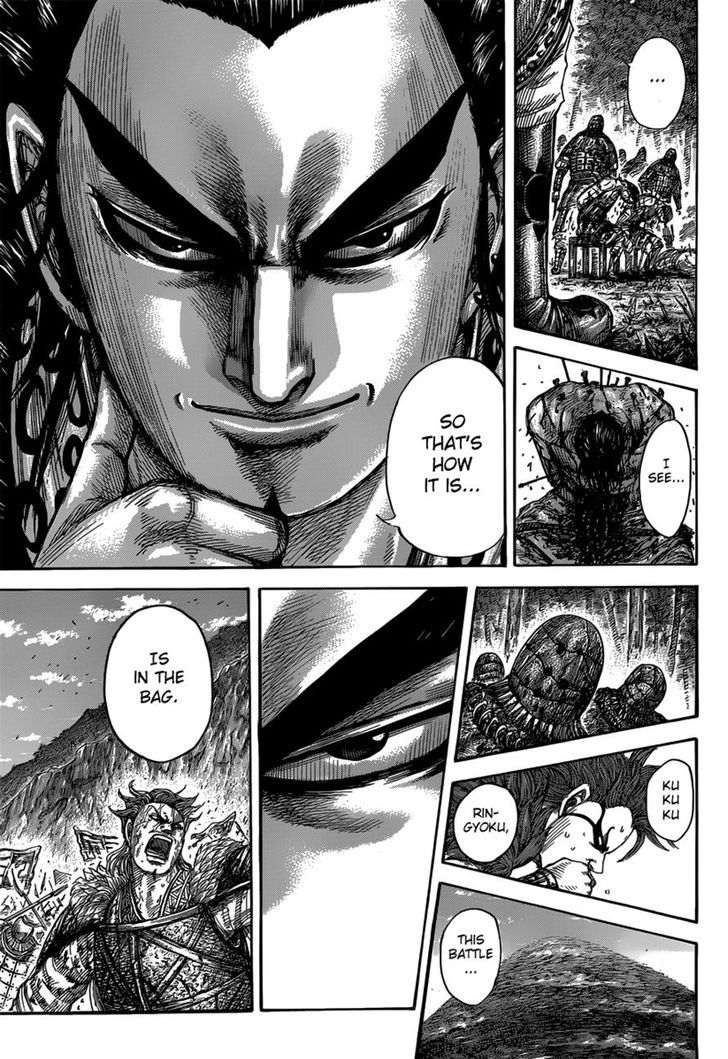 ...
I
SEE...
SO
THAT'S
HOW
IT IS...
KU
KU
KU
RIN-
GYOKU,
THIS
BATTLE
...
IS
IN THE
BAG.